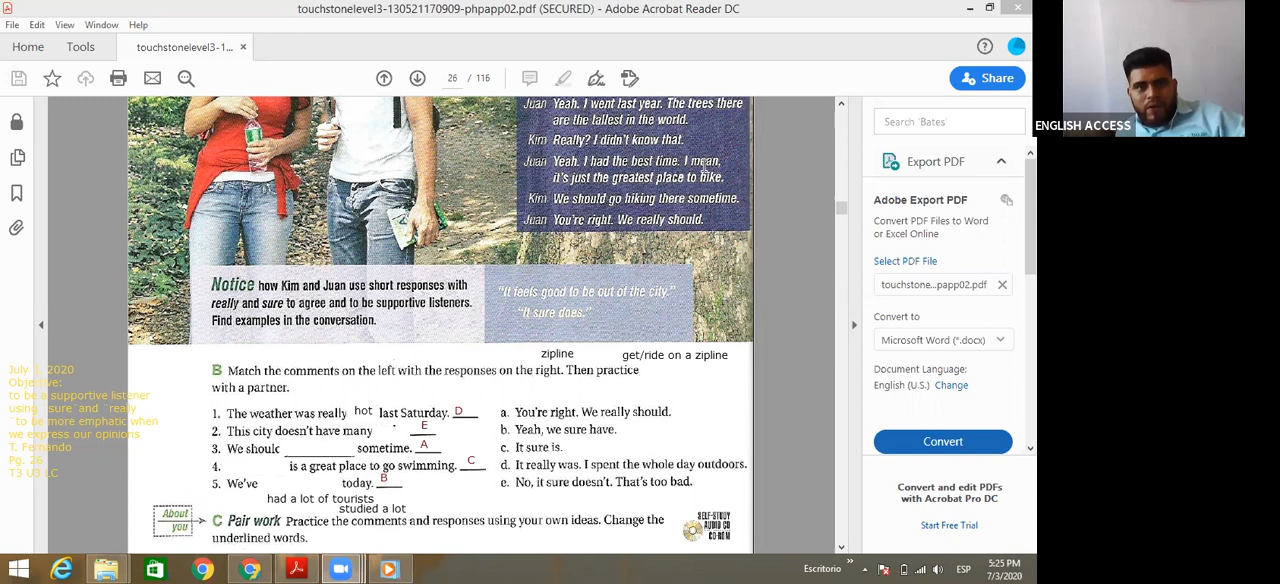 touchstonelevel3-130521170909-phpapp02.pdf (SECURED) - Adobe Acrobat Reader DC
File Edit View Window Help
Home Tools touchstonelevel3-1... ×
26 / 116
Share
Juan Yeah. I went last year. The trees there
are the tallest in the world.
Kim Really? I didn't know that.
Juan Yeah. I had the best time. I mean,
it's just the greatest place to hike.
Kim We should go hiking there sometime.
Juan You're right. We really should.
Notice how Kim and Juan use short responses with
really and sure to agree and to be supportive listeners.
Find examples in the conversation.
"It feels good to be out of the city."
"It sure does."
zipline get/ride on a zipline
B Match the comments on the left with the responses on the right. Then practice
with a partner.
1. The weather was really hot last Saturday. D
2. This city doesn't have many E
3. We should sometime. A
4. is a great place to go swimming. C
5. We've today. B
had a lot of tourists
studied a lot
a. You're right. We really should.
b. Yeah, we sure have.
c. It sure is.
d. It really was. I spent the whole day outdoors.
e. No, it sure doesn't. That's too bad.
About
you
C Pair work Practice the comments and responses using your own ideas. Change the
underlined words.
SELF-STUDY
AUDIO CD
CD-ROM
July 3, 2020
Objective:
to be a supportive listener
using ¨sure¨and ¨really
¨to be more emphatic when
we express our opinions
T. Fernando
Pg. 26
T3 U3 LC
Search 'Bates'
Export PDF
Adobe Export PDF
Convert PDF Files to Word
or Excel Online
Select PDF File
touchstone...papp02.pdf ×
Convert to
Microsoft Word (*.docx)
Document Language:
English (U.S.) Change
Convert
Convert and edit PDFs
with Acrobat Pro DC
Start Free Trial
ENGLISH ACCESS
Escritorio
ESP
5:25 PM
7/3/2020